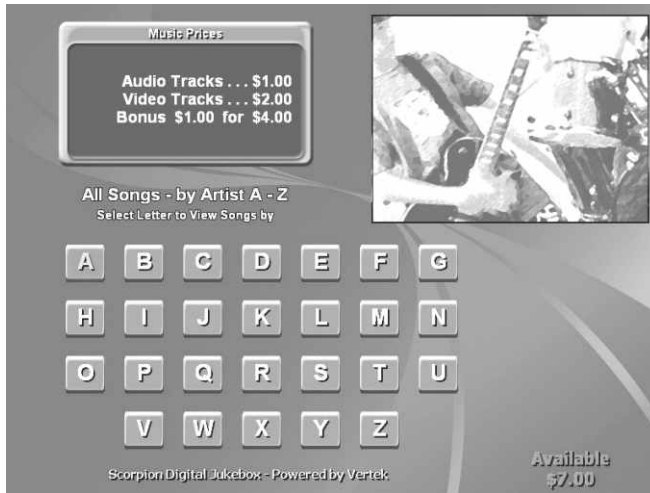 Music Prices
Audio Tracks . . . $1.00
Video Tracks . . . $2.00
Bonus $1.00 for $4.00
All Songs - by Artist A - Z
Select Letter to View Songs by
A B C D E F G
H I J K L M N
O P Q R S T U
V W X Y Z
Scorpion Digital Jukebox - Powered by Vertek
Available
$7.00